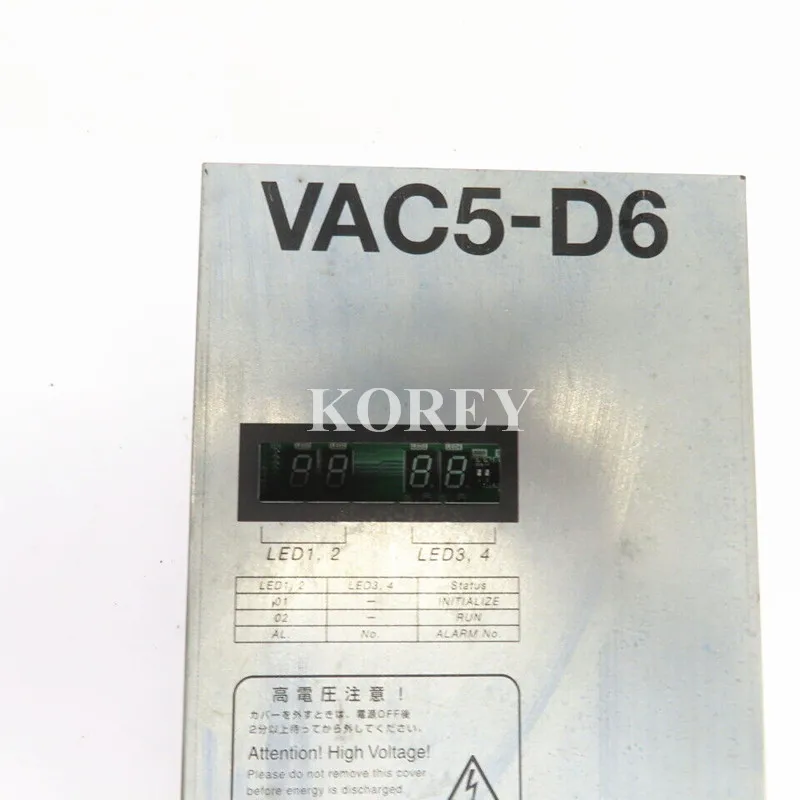 VAC5-D6
KOREY
LED1, 2 LED3, 4
LED1, 2 LED3, 4 Status
01 – INITIALIZE
02 – RUN
AL. No. ALARM No.
高電圧注意！
カバーを外すときは、電源OFF後
2分以上待ってから外してください。
Attention! High Voltage!
Please do not remove this cover
before energy is discharged